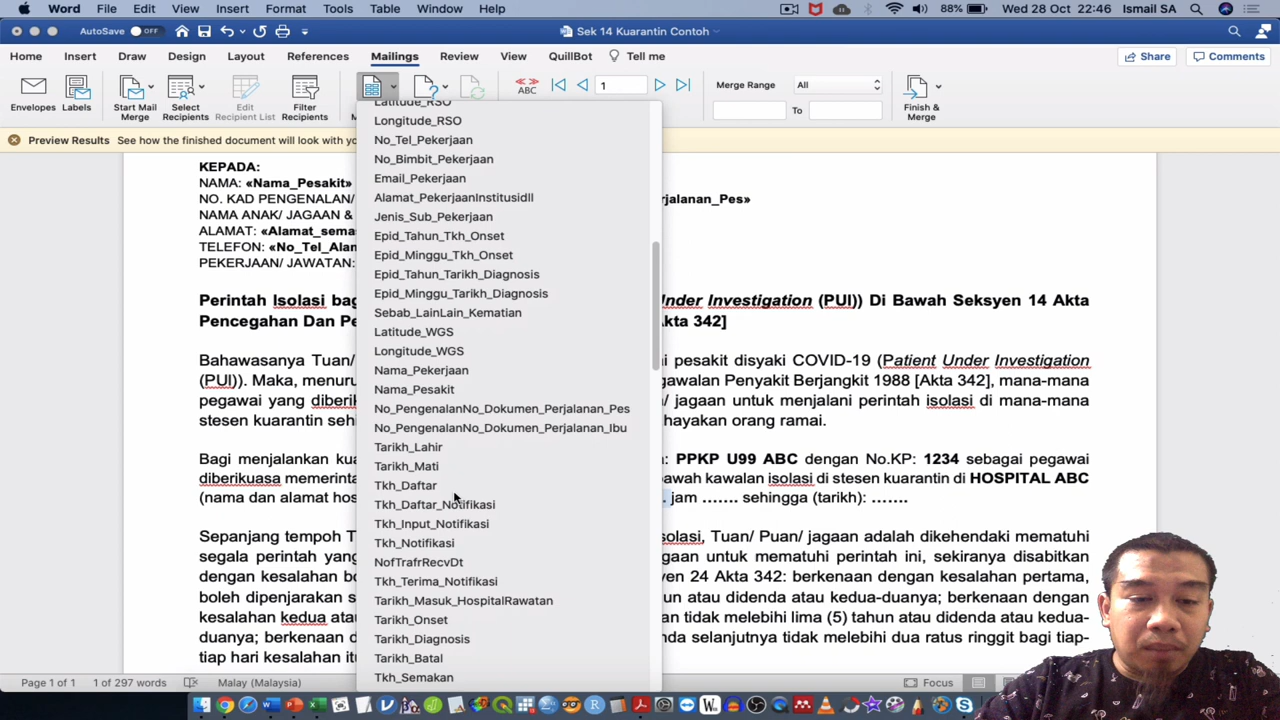 Word File Edit View Insert Format Tools Table Window Help 88% Wed 28 Oct 22:46 Ismail SA
AutoSave OFF Sek 14 Kuarantin Contoh
Home Insert Draw Design Layout References Mailings Review View QuillBot Tell me Share Comments
Envelopes Labels Start Mail Merge Select Recipients Edit Recipient List Filter Recipients ABC 1 Merge Range All To Finish & Merge
Preview Results See how the finished document will look with yo
KEPADA:
NAMA: «Nama_Pesakit»
NO. KAD PENGENALAN/ rjalanan_Pes»
NAMA ANAK/ JAGAAN &
ALAMAT: «Alamat_sema
TELEFON: «No_Tel_Alam
PEKERJAAN/ JAWATAN:
Perintah Isolasi bag nder Investigation (PUI)) Di Bawah Seksyen 14 Akta
Pencegahan Dan Pe kta 342]
Bahawasanya Tuan/ i pesakit disyaki COVID-19 (Patient Under Investigation
(PUI)). Maka, menuru gawalan Penyakit Berjangkit 1988 [Akta 342], mana-mana
pegawai yang diberik / jagaan untuk menjalani perintah isolasi di mana-mana
stesen kuarantin sehi hayakan orang ramai.
Bagi menjalankan kua a: PPKP U99 ABC dengan No.KP: 1234 sebagai pegawai
diberikuasa memerinta bawah kawalan isolasi di stesen kuarantin di HOSPITAL ABC
(nama dan alamat hos . jam ....... sehingga (tarikh): .......
Sepanjang tempoh T solasi, Tuan/ Puan/ jagaan adalah dikehendaki mematuhi
segala perintah yang gaan untuk mematuhi perintah ini, sekiranya disabitkan
dengan kesalahan bo yen 24 Akta 342: berkenaan dengan kesalahan pertama,
boleh dipenjarakan s un atau didenda atau kedua-duanya; berkenaan dengan
kesalahan kedua atau n tidak melebihi lima (5) tahun atau didenda atau kedua-
duanya; berkenaan d nda selanjutnya tidak melebihi dua ratus ringgit bagi tiap-
tiap hari kesalahan itu
Latitude_RSO
Longitude_RSO
No_Tel_Pekerjaan
No_Bimbit_Pekerjaan
Email_Pekerjaan
Alamat_PekerjaanInstitusidll
Jenis_Sub_Pekerjaan
Epid_Tahun_Tkh_Onset
Epid_Minggu_Tkh_Onset
Epid_Tahun_Tarikh_Diagnosis
Epid_Minggu_Tarikh_Diagnosis
Sebab_LainLain_Kematian
Latitude_WGS
Longitude_WGS
Nama_Pekerjaan
Nama_Pesakit
No_PengenalanNo_Dokumen_Perjalanan_Pes
No_PengenalanNo_Dokumen_Perjalanan_Ibu
Tarikh_Lahir
Tarikh_Mati
Tkh_Daftar
Tkh_Daftar_Notifikasi
Tkh_Input_Notifikasi
Tkh_Notifikasi
NofTrafrRecvDt
Tkh_Terima_Notifikasi
Tarikh_Masuk_HospitalRawatan
Tarikh_Onset
Tarikh_Diagnosis
Tarikh_Batal
Tkh_Semakan
Page 1 of 1 1 of 297 words Malay (Malaysia) Focus